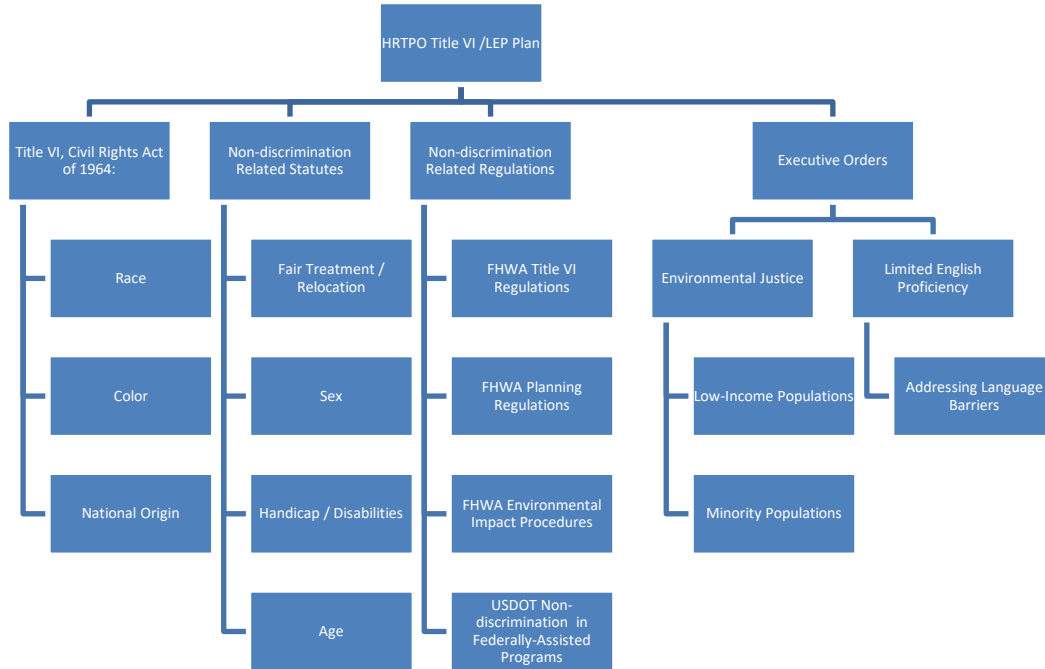 HRTPO Title VI /LEP Plan
Title VI, Civil Rights Act
of 1964:
Non-discrimination
Related Statutes
Non-discrimination
Related Regulations
Executive Orders
Race
Fair Treatment /
Relocation
FHWA Title VI
Regulations
Environmental Justice
Limited English
Proficiency
Color
Sex
FHWA Planning
Regulations
Low-Income Populations
Addressing Language
Barriers
National Origin
Handicap / Disabilities
FHWA Environmental
Impact Procedures
Minority Populations
Age
USDOT Non-
discrimination in
Federally-Assisted
Programs